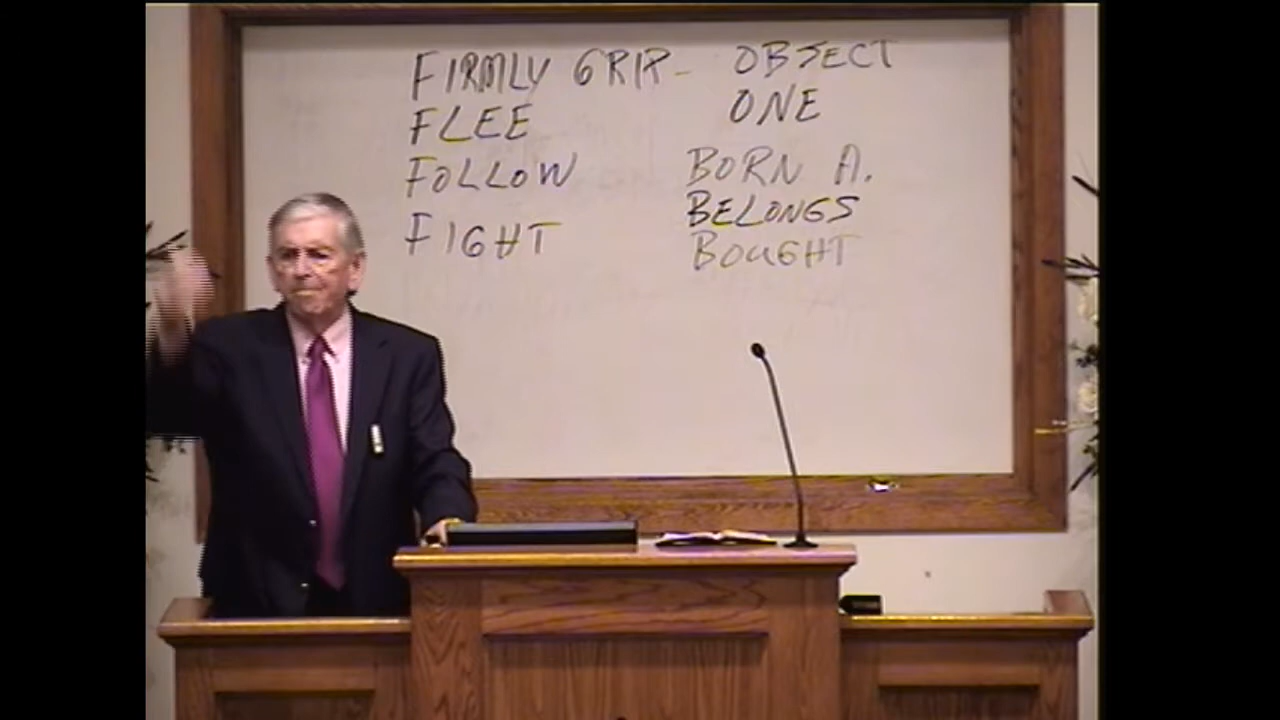 FIRMLY GRIP - OBJECT
FLEE ONE
FOLLOW BORN A.
BELONGS
FIGHT BOUGHT